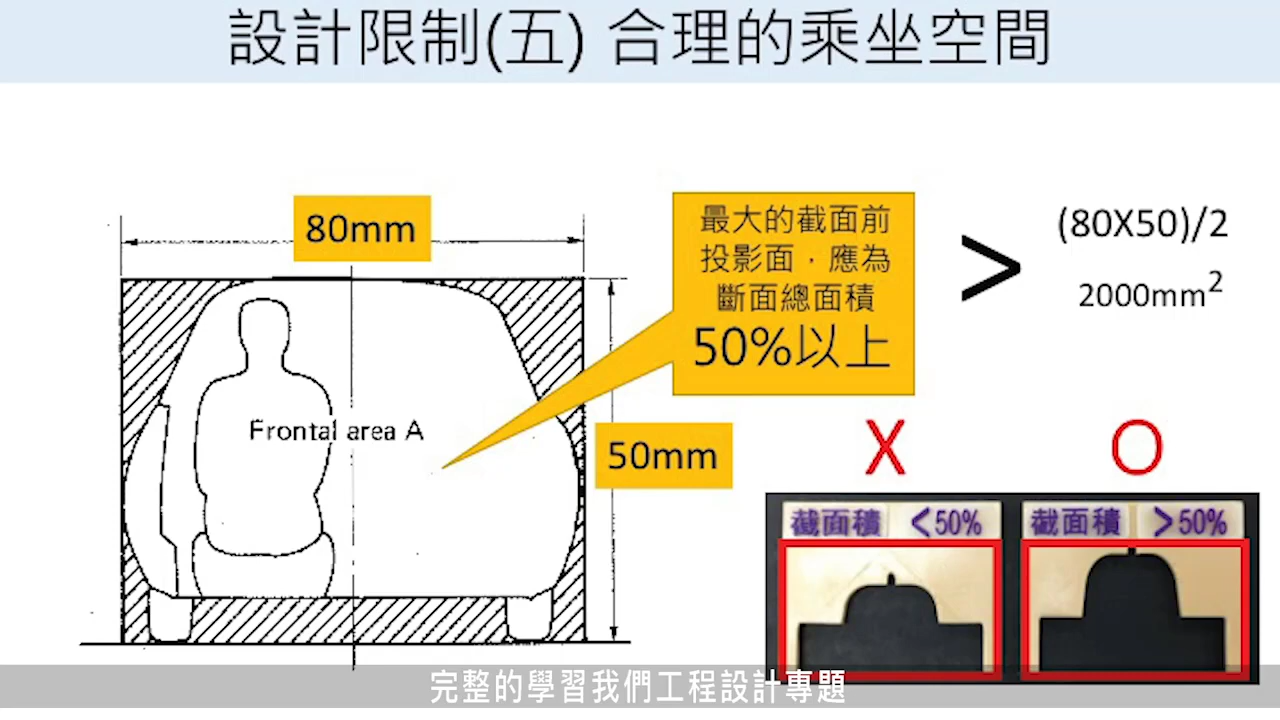 設計限制(五) 合理的乘坐空間
80mm
最大的截面前
投影面，應為
斷面總面積
50%以上
>
(80X50)/2
2000mm²
Frontal area A
50mm
X
O
截面積 <50%
截面積 >50%
完整的學習我們工程設計專題